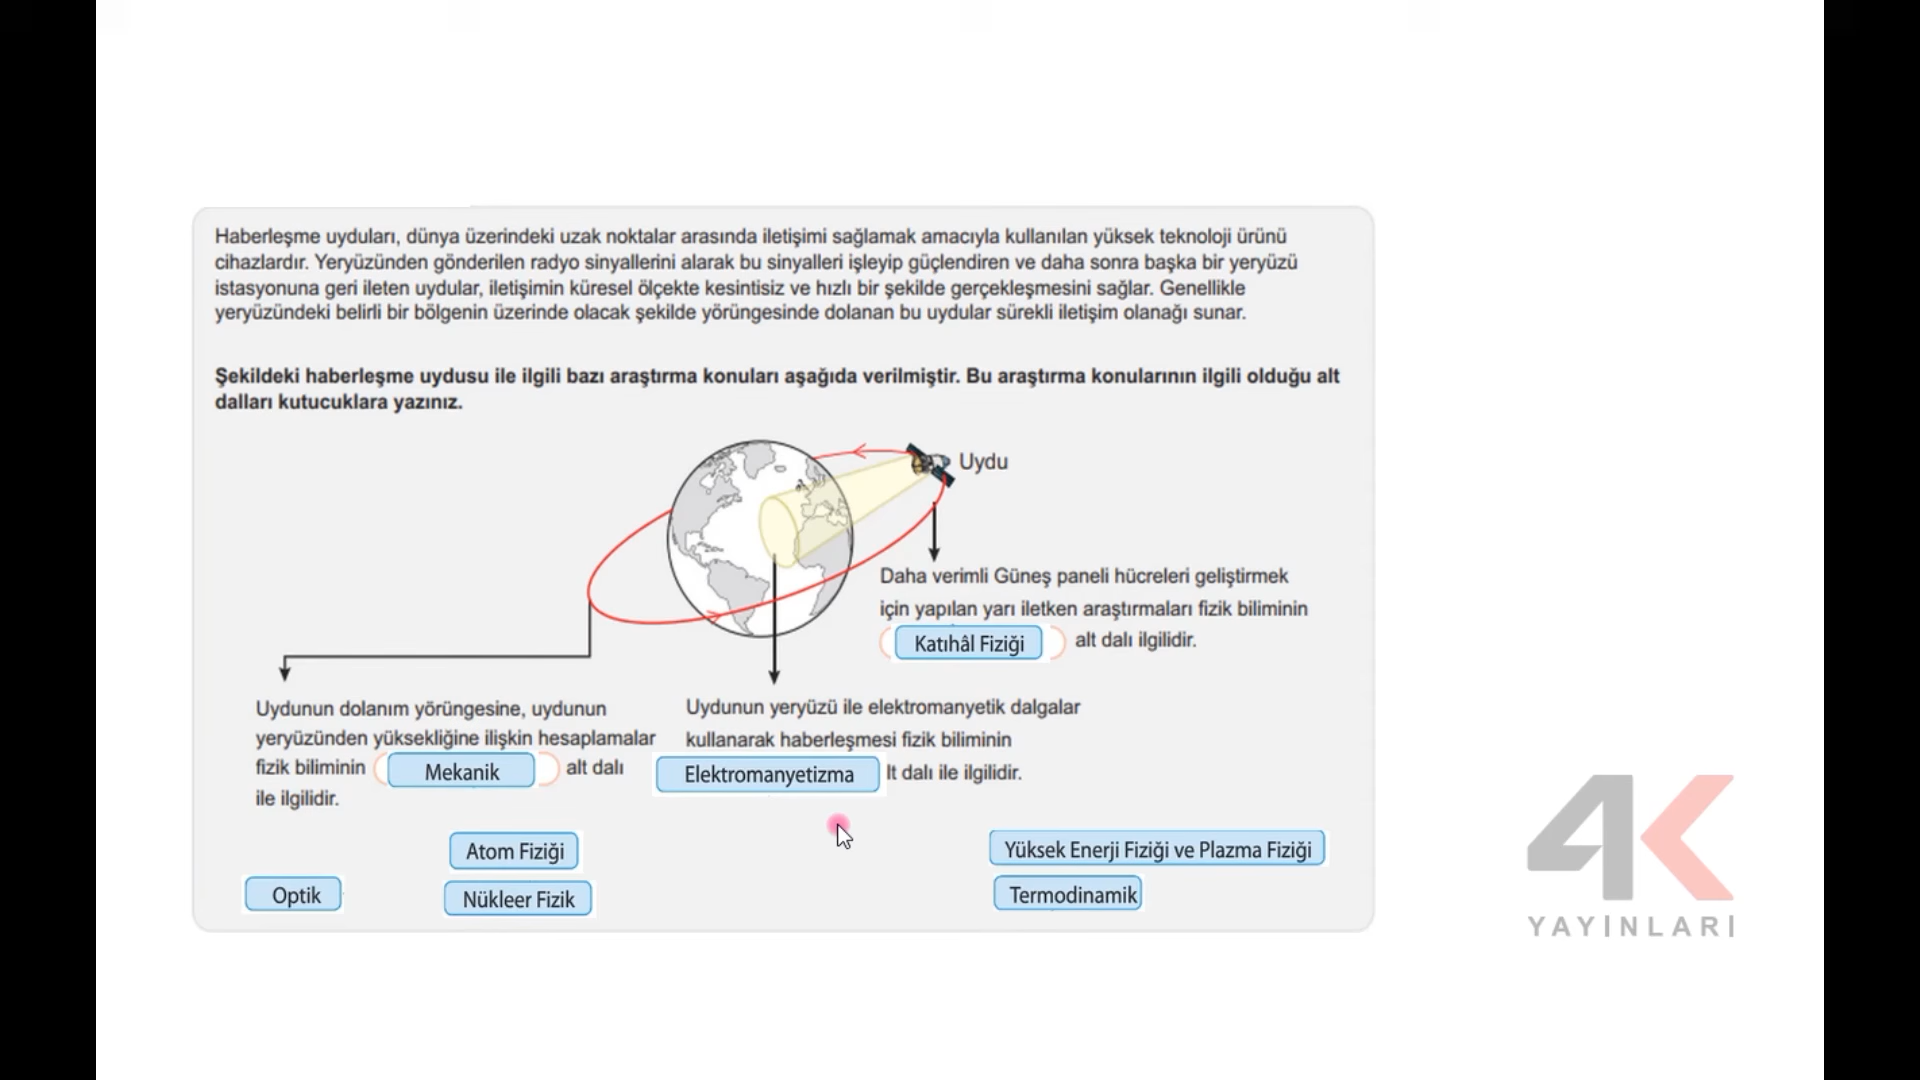 Haberleşme uyduları, dünya üzerindeki uzak noktalar arasında iletişimi sağlamak amacıyla kullanılan yüksek teknoloji ürünü
cihazlardır. Yeryüzünden gönderilen radyo sinyallerini alarak bu sinyalleri işleyip güçlendiren ve daha sonra başka bir yeryüzü
istasyonuna geri ileten uydular, iletişimin küresel ölçekte kesintisiz ve hızlı bir şekilde gerçekleşmesini sağlar. Genellikle
yeryüzündeki belirli bir bölgenin üzerinde olacak şekilde yörüngesinde dolanan bu uydular sürekli iletişim olanağı sunar.
Şekildeki haberleşme uydusu ile ilgili bazı araştırma konuları aşağıda verilmiştir. Bu araştırma konularının ilgili olduğu alt
dalları kutucuklara yazınız.
Uydu
Daha verimli Güneş paneli hücreleri geliştirmek
için yapılan yarı iletken araştırmaları fizik biliminin
Katıhâl Fiziği alt dalı ilgilidir.
Uydunun dolanım yörüngesine, uydunun
yeryüzünden yüksekliğine ilişkin hesaplamalar
fizik biliminin Mekanik alt dalı
ile ilgilidir.
Uydunun yeryüzü ile elektromanyetik dalgalar
kullanarak haberleşmesi fizik biliminin
Elektromanyetizma lt dalı ile ilgilidir.
Atom Fiziği
Yüksek Enerji Fiziği ve Plazma Fiziği
Optik
Nükleer Fizik
Termodinamik
4K
YAYINLARI